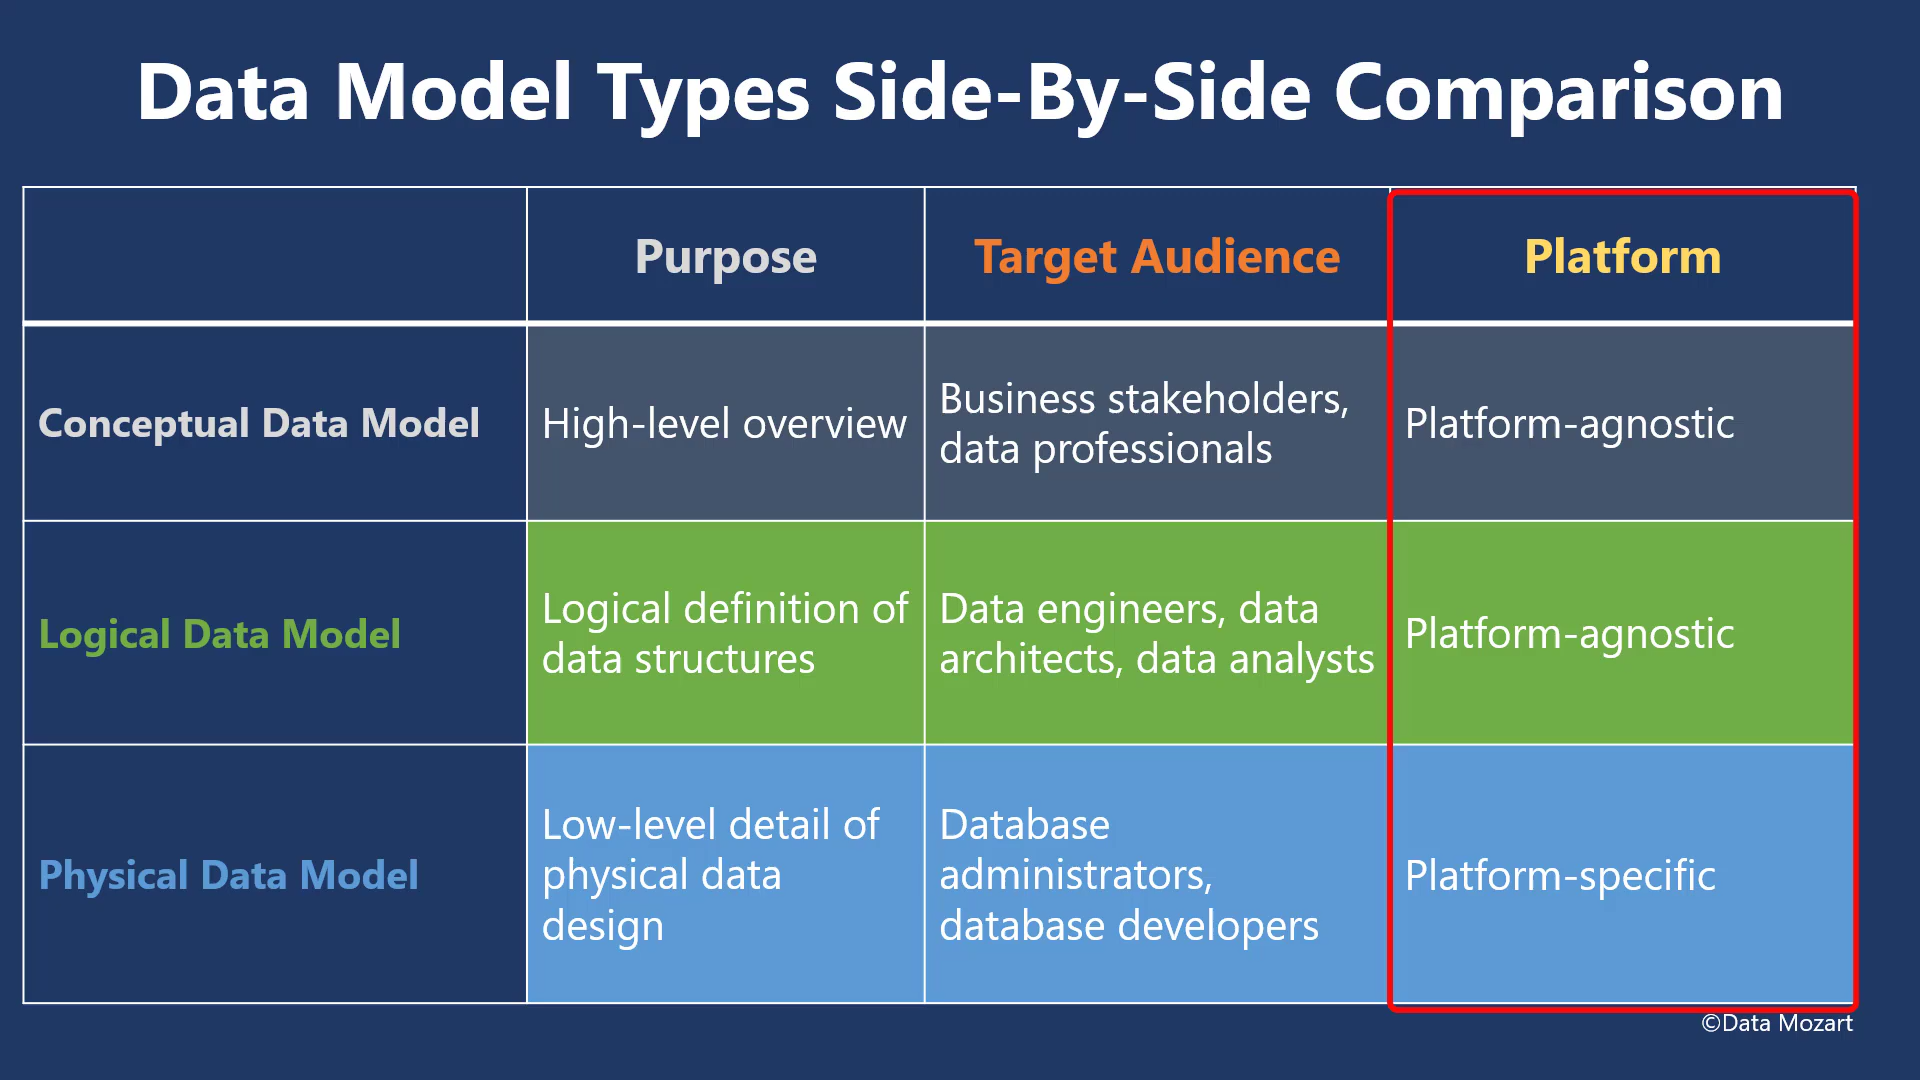 Data Model Types Side-By-Side Comparison
Purpose
Target Audience
Platform
Conceptual Data Model
High-level overview
Business stakeholders,
data professionals
Platform-agnostic
Logical Data Model
Logical definition of
data structures
Data engineers, data
architects, data analysts
Platform-agnostic
Physical Data Model
Low-level detail of
physical data
design
Database
administrators,
database developers
Platform-specific
©Data Mozart